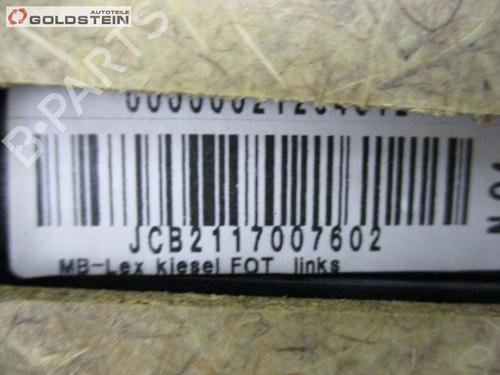 AUTOTEILE
GOLDSTEIN
B-PARTS
JCB2117007602
MB-Lex kiesel FOT links